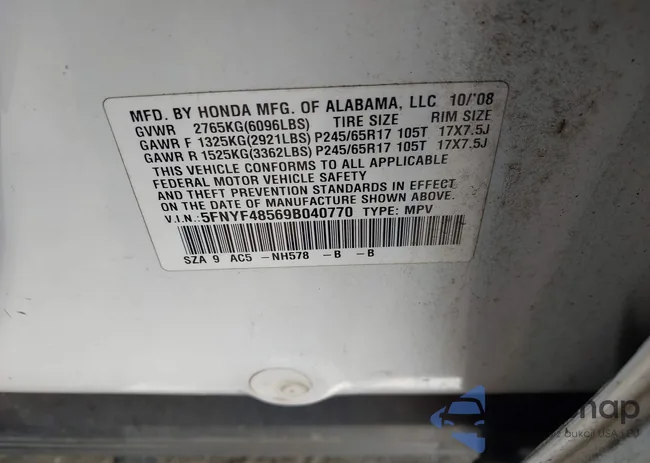 MFD. BY HONDA MFG. OF ALABAMA, LLC 10/'08
GVWR 2765KG(6096LBS) TIRE SIZE RIM SIZE
GAWR F 1325KG(2921LBS) P245/65R17 105T 17X7.5J
GAWR R 1525KG(3362LBS) P245/65R17 105T 17X7.5J
THIS VEHICLE CONFORMS TO ALL APPLICABLE
FEDERAL MOTOR VEHICLE SAFETY
AND THEFT PREVENTION STANDARDS IN EFFECT
ON THE DATE OF MANUFACTURE SHOWN ABOVE.
V.I.N.:5FNYF48569B040770 TYPE: MPV
SZA 9 AC5 -NH578 -B -B